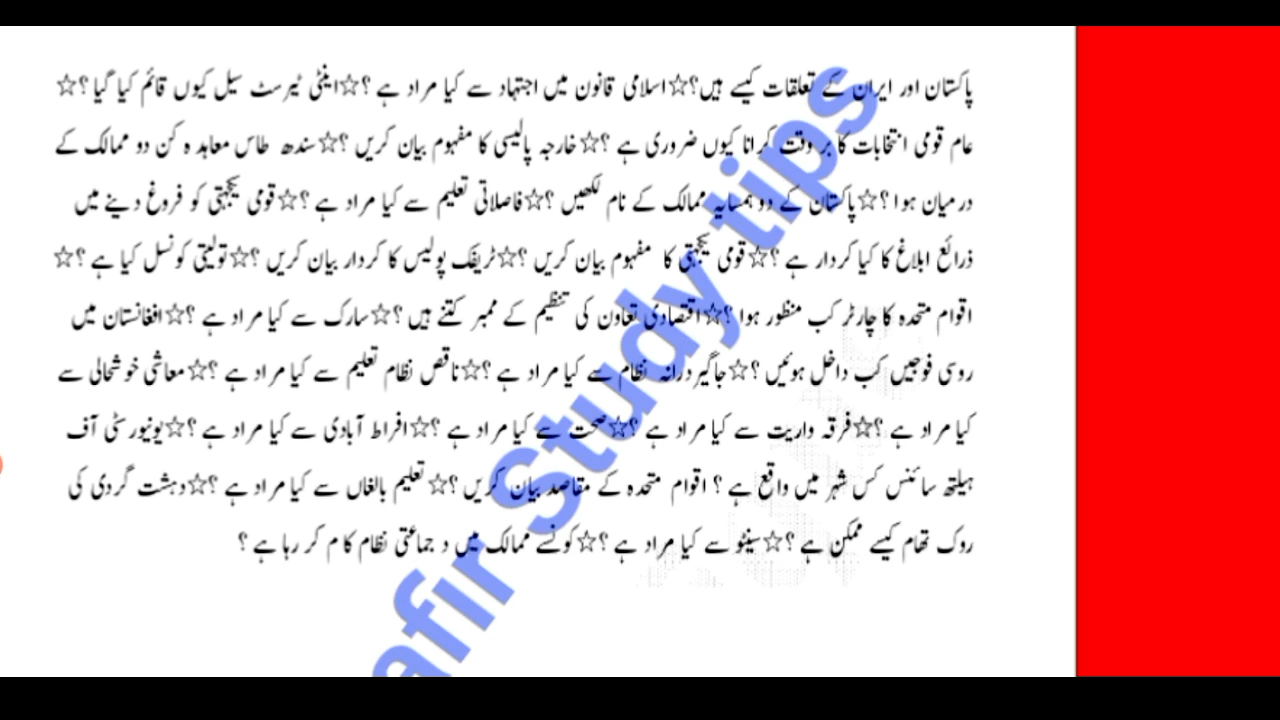 پاکستان اور ایران کے تعلقات کیسے ہیں؟☆اسلامی قانون میں اجتہاد سے کیا مراد ہے ؟☆اینٹی ٹیرسٹ سیل کیوں قائم کیا گیا ؟☆
عام قومی انتخابات کا بر وقت کرانا کیوں ضروری ہے ؟☆خارجہ پالیسی کا مفہوم بیان کریں ؟☆سندھ طاس معاہد ہ کن دو ممالک کے
درمیان ہوا ؟☆پاکستان کے دو ہمسایہ ممالک کے نام لکھیں ؟☆فاصلاتی تعلیم سے کیا مراد ہے ؟☆قومی یکجہتی کو فروغ دینے میں
ذرائع ابلاغ کا کیا کردار ہے ؟☆قومی یکجہتی کا مفہوم بیان کریں ؟☆ٹریفک پولیس کا کردار بیان کریں ؟☆تولیتی کونسل کیا ہے ؟☆
اقوام متحدہ کا چارٹر کب منظور ہوا ؟☆اقتصادی تعاون کی تنظیم کے ممبر کتنے ہیں ؟☆سارک سے کیا مراد ہے ؟☆افغانستان میں
روسی فوجیں کب داخل ہوئیں ؟☆جاگیردرانہ نظام سے کیا مراد ہے ؟☆ناقص نظام تعلیم سے کیا مراد ہے ؟☆معاشی خوشحالی سے
کیا مراد ہے ؟☆فرقہ واریت سے کیا مراد ہے ؟☆صحت سے کیا مراد ہے ؟☆افراط آبادی سے کیا مراد ہے ؟☆یونیورسٹی آف
ہیلتھ سائنس کس شہر میں واقع ہے ؟ اقوام متحدہ کے مقاصد بیان کریں ؟☆تعلیم بالغاں سے کیا مراد ہے ؟☆دہشت گردی کی
روک تھام کیسے ممکن ہے ؟☆سینٹو سے کیا مراد ہے ؟☆کونسے ممالک میں د جماعتی نظام کا م کر رہا ہے ؟
afir Study tips